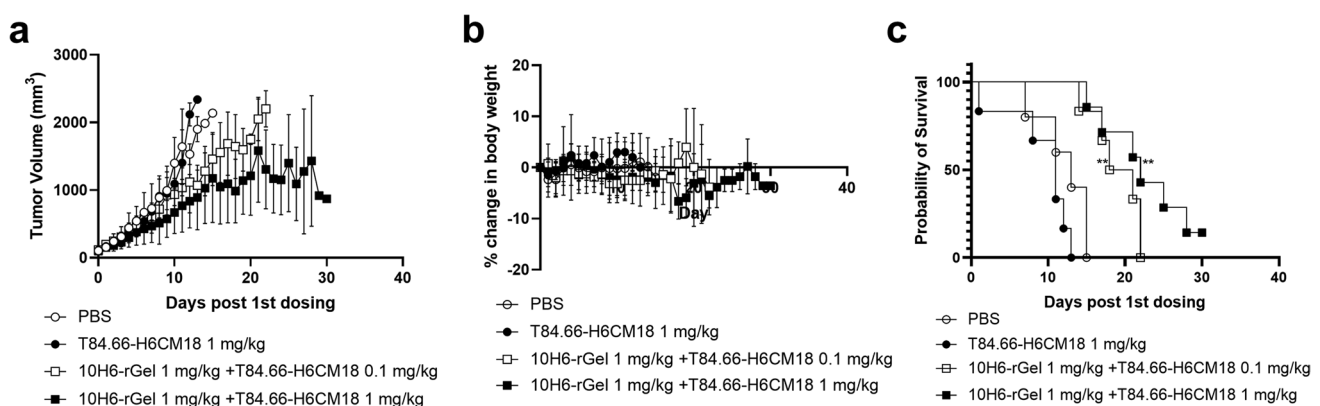 a
b
c
Tumor Volume (mm³)
3000
2000
1000
0
0
10
20
30
40
Days post 1st dosing
PBS
T84.66-H6CM18 1 mg/kg
10H6-rGel 1 mg/kg +T84.66-H6CM18 0.1 mg/kg
10H6-rGel 1 mg/kg +T84.66-H6CM18 1 mg/kg
% change in body weight
20
10
0
-10
-20
20
40
Day
PBS
T84.66-H6CM18 1 mg/kg
10H6-rGel 1 mg/kg +T84.66-H6CM18 0.1 mg/kg
10H6-rGel 1 mg/kg +T84.66-H6CM18 1 mg/kg
Probability of Survival
100
50
0
**
**
0
10
20
30
40
Days post 1st dosing
PBS
T84.66-H6CM18 1 mg/kg
10H6-rGel 1 mg/kg +T84.66-H6CM18 0.1 mg/kg
10H6-rGel 1 mg/kg +T84.66-H6CM18 1 mg/kg